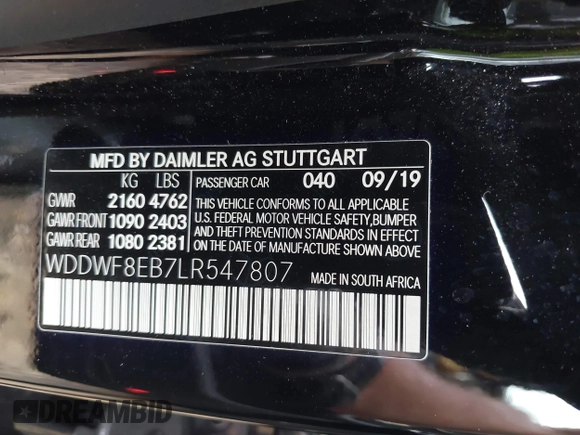 MFD BY DAIMLER AG STUTTGART
KG LBS
GVWR 2160 4762
GAWR FRONT 1090 2403
GAWR REAR 1080 2381
PASSENGER CAR 040 09/19
THIS VEHICLE CONFORMS TO ALL APPLICABLE
U.S. FEDERAL MOTOR VEHICLE SAFETY, BUMPER
AND THEFT PREVENTION STANDARDS IN EFFECT
ON THE DATE OF MANUFACTURE SHOWN ABOVE
WDDWF8EB7LR547807
MADE IN SOUTH AFRICA
DREAMBID